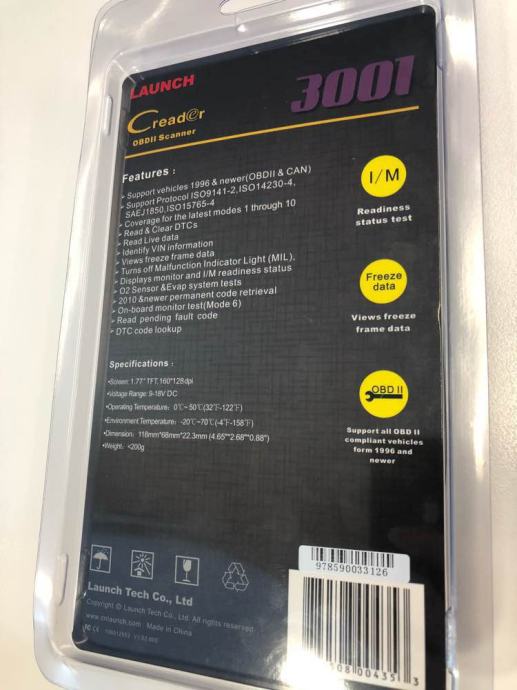 LAUNCH
3001
Creader
OBDII Scanner
Features :
Support vehicles 1996 & newer(OBDII & CAN)
Support Protocol ISO9141-2,ISO14230-4,
SAEJ1850,ISO15765-4
Coverage for the latest modes 1 through 10
Read & Clear DTCs
Read Live data
Identify VIN information
Views freeze frame data
Turns off Malfunction Indicator Light (MIL),
Displays monitor and I/M readiness status
O2 Sensor &Evap system tests
2010 &newer permanent code retrieval
On-board monitor test(Mode 6)
Read pending fault code
DTC code lookup
I/M
Readiness
status test
Freeze
data
Views freeze
frame data
OBD II
Support all OBD II
compliant vehicles
form 1996 and
newer
Specifications :
•Screen: 1.77" TFT,160*128dpi
•Voltage Range: 9-18V DC
•Operating Temperature: 0℃~ 50℃(32℉-122℉)
•Environment Temperature: -20~70℃(-4℉-158℉)
•Dimension: 118mm*68mm*22.3mm (4.65"*2.68"*0.88")
•Weight: <200g
Launch Tech Co., Ltd
Copyright © Launch Tech Co., Ltd. All rights reserved.
www.cnlaunch.com Made in China
FC CE
978590033126
508 00435 3